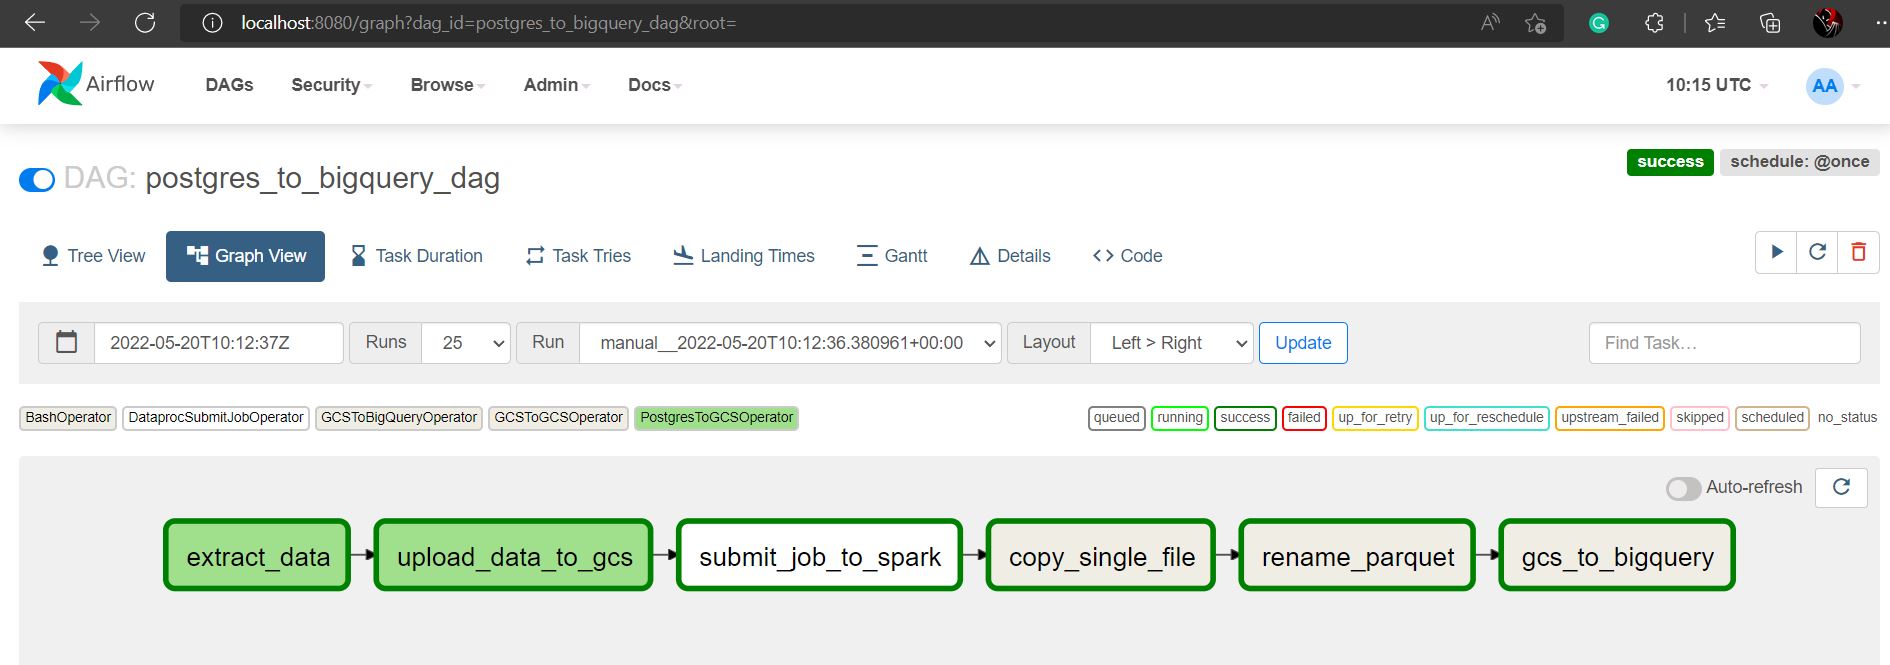 localhost:8080/graph?dag_id=postgres_to_bigquery_dag&root=
Airflow DAGs Security Browse Admin Docs 10:15 UTC AA
success schedule: @once
DAG: postgres_to_bigquery_dag
Tree View Graph View Task Duration Task Tries Landing Times Gantt Details Code
2022-05-20T10:12:37Z Runs 25 Run manual__2022-05-20T10:12:36.380961+00:00 Layout Left > Right Update Find Task...
BashOperator DataprocSubmitJobOperator GCSToBigQueryOperator GCSToGCSOperator PostgresToGCSOperator queued running success failed up_for_retry up_for_reschedule upstream_failed skipped scheduled no_status
Auto-refresh
extract_data upload_data_to_gcs submit_job_to_spark copy_single_file rename_parquet gcs_to_bigquery